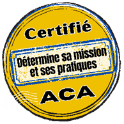 Certifié
Détermine sa mission
et ses pratiques
ACA